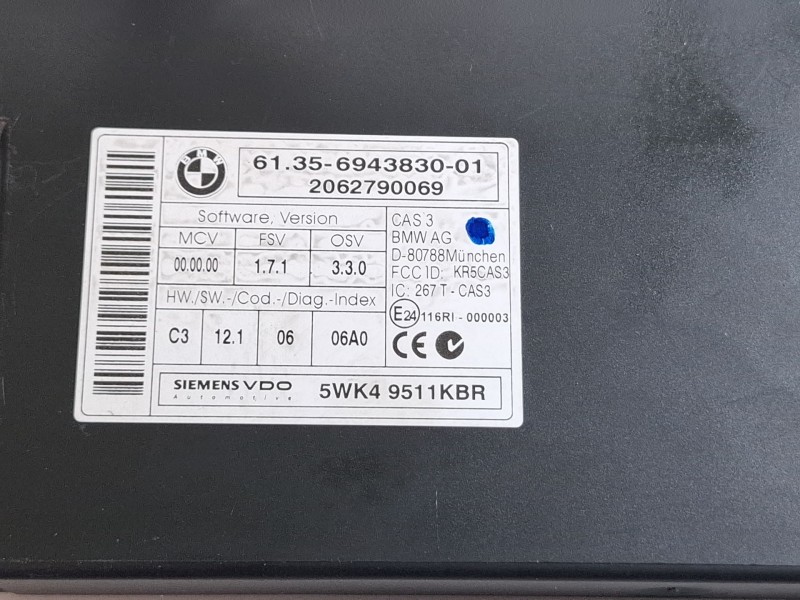 BMW
61.35-6943830-01
2062790069
Software, Version
MCV FSV OSV
00.00.00 1.7.1 3.3.0
HW./SW.-/Cod.-/Diag.-Index
C3 12.1 06 06A0
CAS 3
BMW AG
D-80788München
FCC ID: KR5CAS3
IC: 267 T - CAS3
E24 116RI - 000003
CE
SIEMENS VDO
Automotive
5WK4 9511KBR